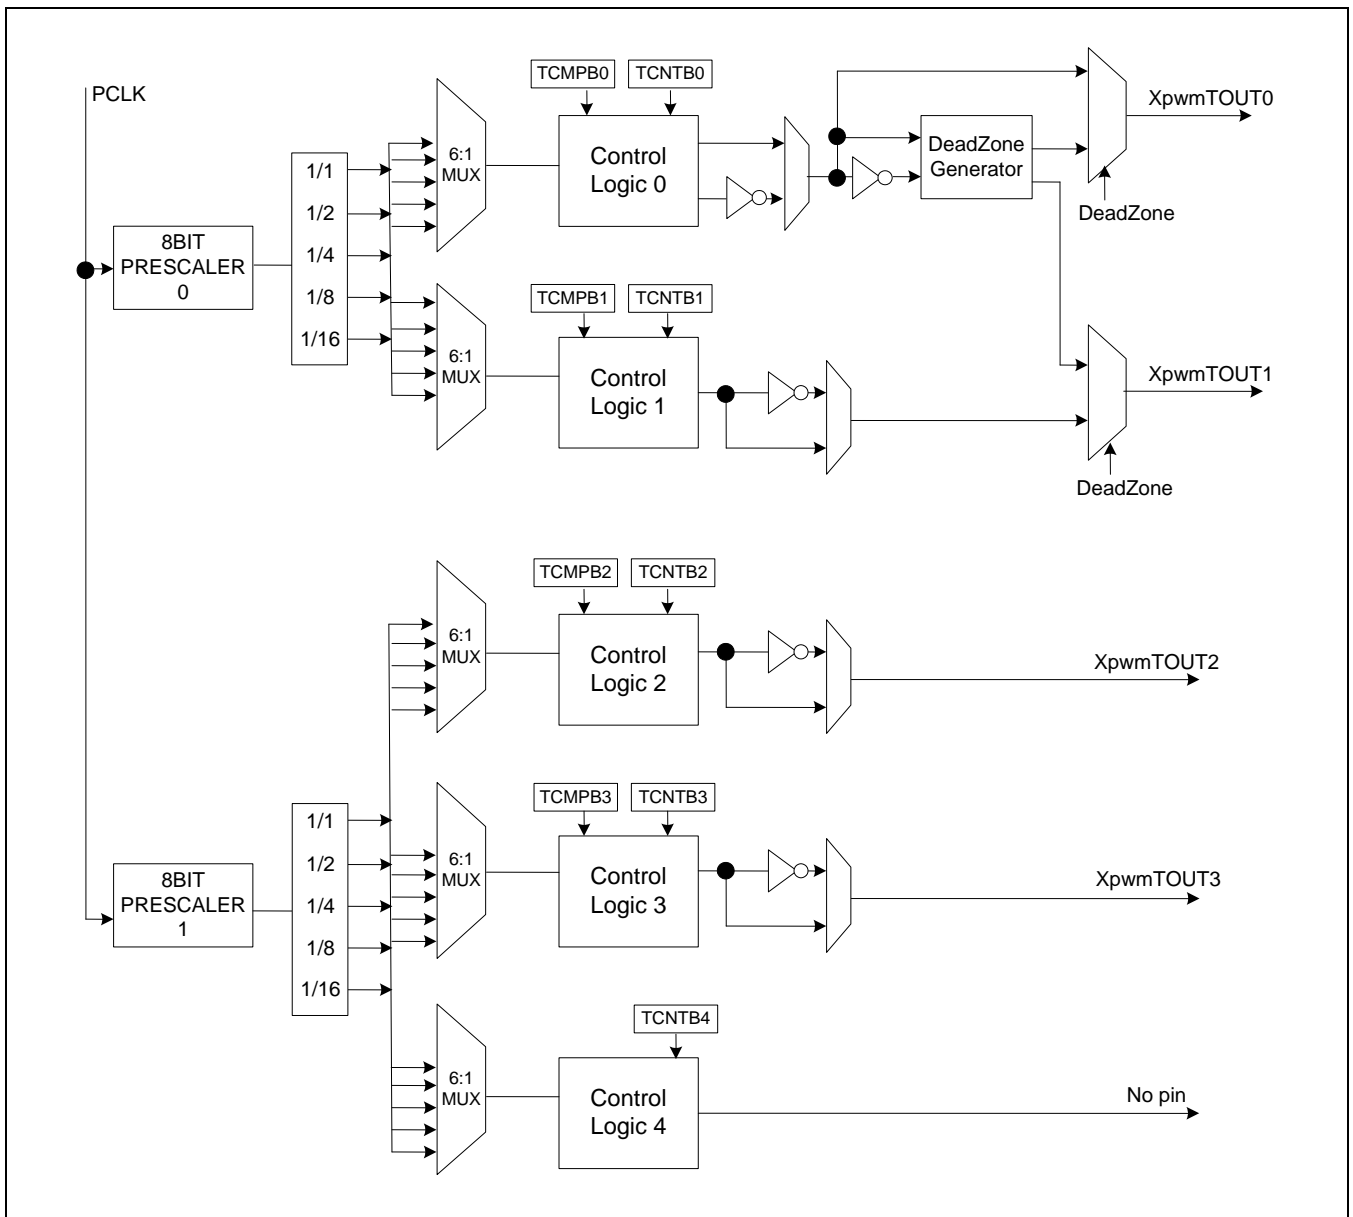 PCLK
8BIT
PRESCALER
0
1/1
1/2
1/4
1/8
1/16
6:1
MUX
TCMPB0
TCNTB0
Control
Logic 0
DeadZone
Generator
XpwmTOUT0
DeadZone
6:1
MUX
TCMPB1
TCNTB1
Control
Logic 1
XpwmTOUT1
DeadZone
6:1
MUX
TCMPB2
TCNTB2
Control
Logic 2
XpwmTOUT2
8BIT
PRESCALER
1
1/1
1/2
1/4
1/8
1/16
6:1
MUX
TCMPB3
TCNTB3
Control
Logic 3
XpwmTOUT3
6:1
MUX
TCNTB4
Control
Logic 4
No pin